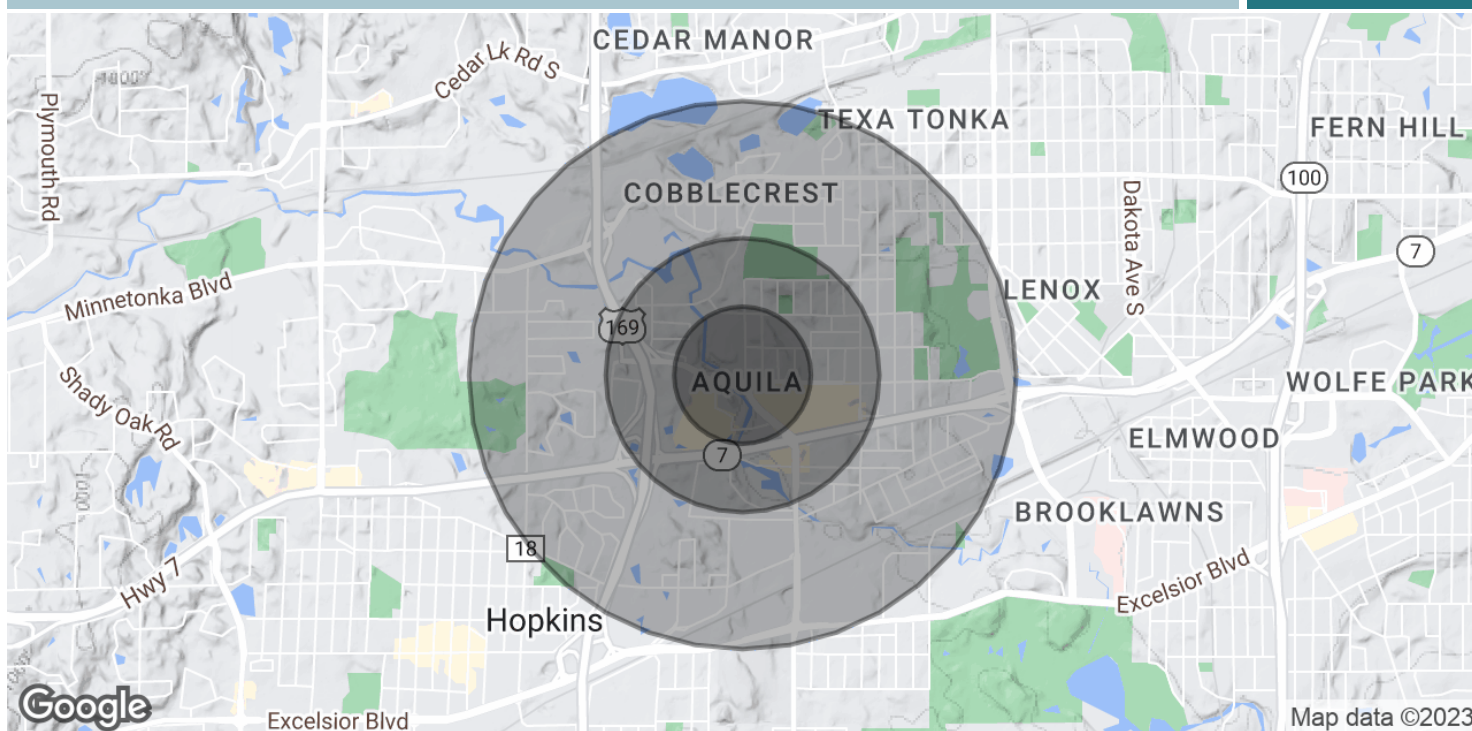 CEDAR MANOR
Cedar Lk Rd S
1000
Plymouth Rd
TEXA TONKA
FERN HILL
100
COBBLECREST
Dakota Ave S
7
Minnetonka Blvd
LENOX
169
Shady Oak Rd
AQUILA
WOLFE PARK
ELMWOOD
7
1000
BROOKLAWNS
18
Hwy 7
Excelsior Blvd
Hopkins
Google
Excelsior Blvd
Map data ©2023